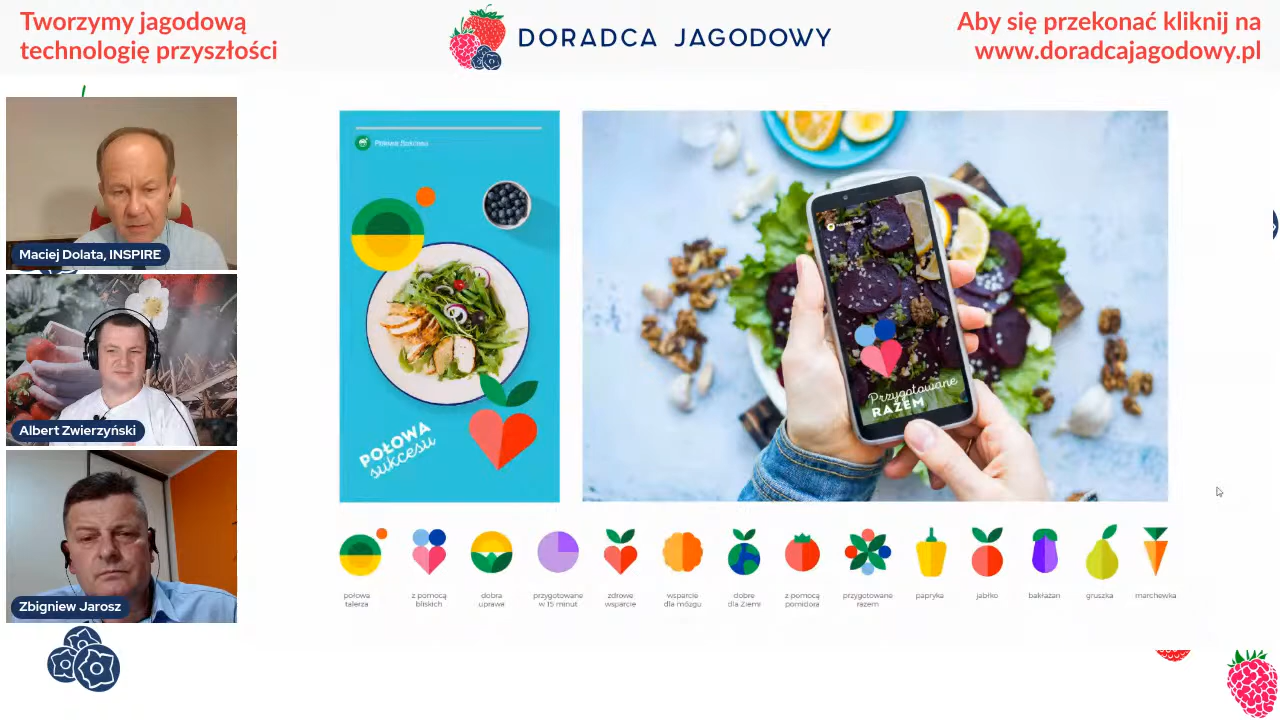 Tworzymy jagodową
technologię przyszłości
DORADCA JAGODOWY
Aby się przekonać kliknij na
www.doradcajagodowy.pl
Maciej Dolata, INSPIRE
Albert Zwierzyński
Zbigniew Jarosz
Połowa Sukcesu
POŁOWA
sukcesu
Przygotowane
RAZEM
połowa
talerza
z pomocą
bliskich
dobra
uprawa
przygotowane
w 15 minut
zdrowe
wsparcie
wsparcie
dla mózgu
dobre
dla Ziemi
z pomocą
pomidora
przygotowane
razem
papryka
jabłko
bakłażan
gruszka
marchewka